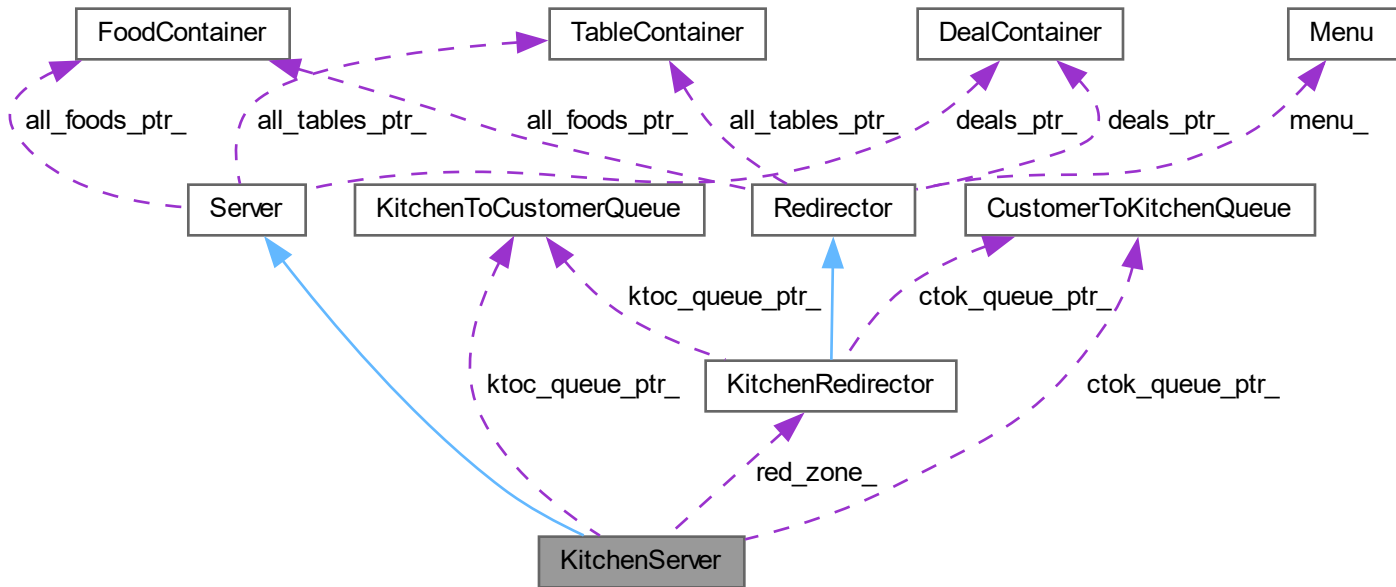 FoodContainer
TableContainer
DealContainer
Menu
all_foods_ptr_
all_tables_ptr_
all_foods_ptr_
all_tables_ptr_
deals_ptr_
deals_ptr_
menu_
Server
KitchenToCustomerQueue
Redirector
CustomerToKitchenQueue
ktoc_queue_ptr_
ctok_queue_ptr_
ktoc_queue_ptr_
KitchenRedirector
ctok_queue_ptr_
red_zone_
KitchenServer